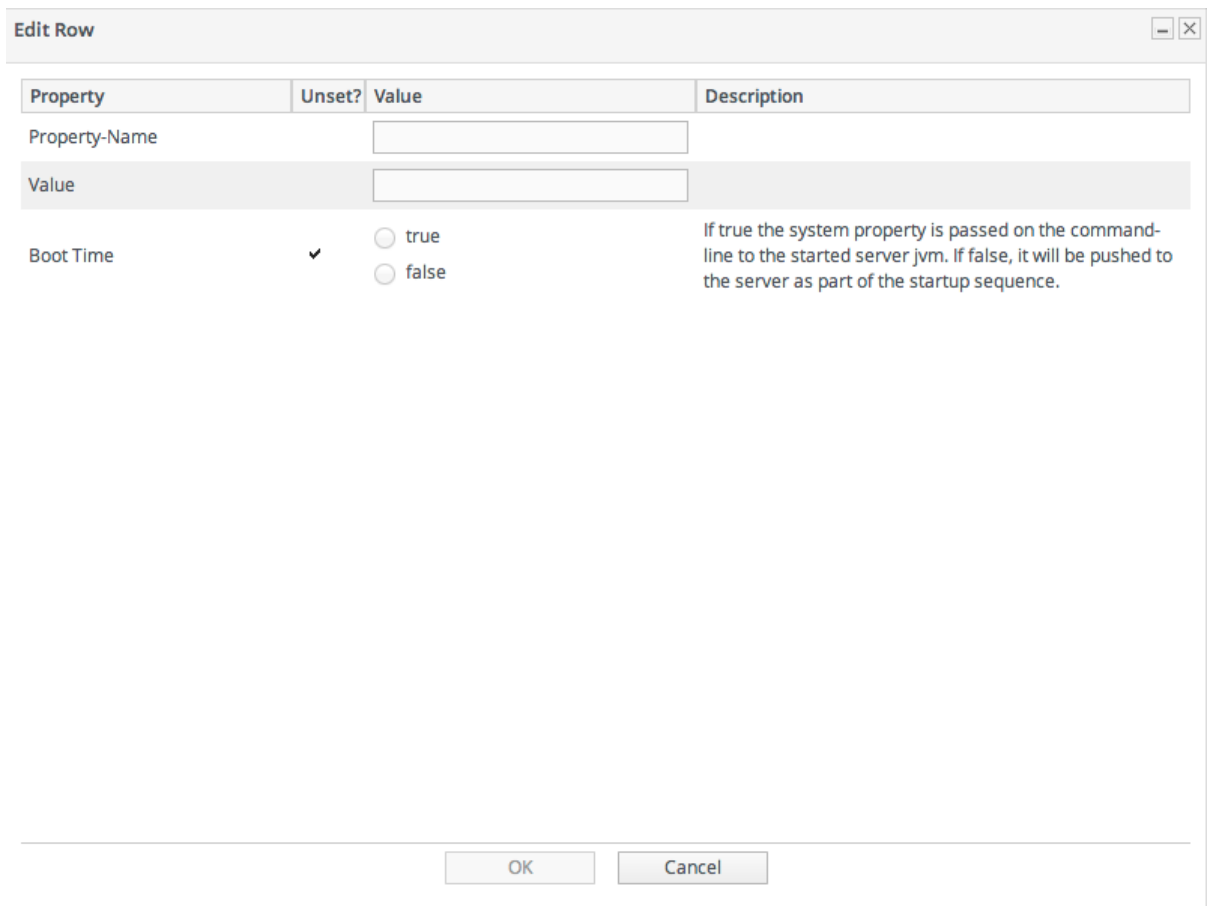 Edit Row
Property Unset? Value Description
Property-Name
Value
Boot Time
true
false
If true the system property is passed on the command-
line to the started server jvm. If false, it will be pushed to
the server as part of the startup sequence.
OK Cancel